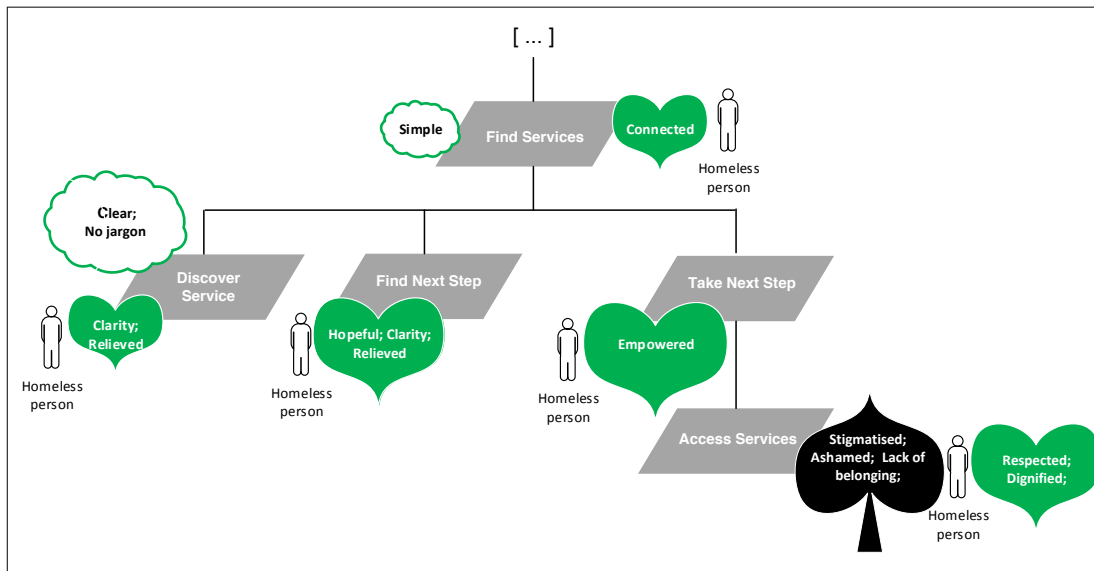 [ ... ]
Simple
Find Services
Connected
Homeless
person
Clear;
No jargon
Discover
Service
Find Next Step
Take Next Step
Clarity;
Relieved
Homeless
person
Hopeful; Clarity;
Relieved
Homeless
person
Empowered
Homeless
person
Access Services
Stigmatised;
Ashamed; Lack of
belonging;
Homeless
person
Respected;
Dignified;